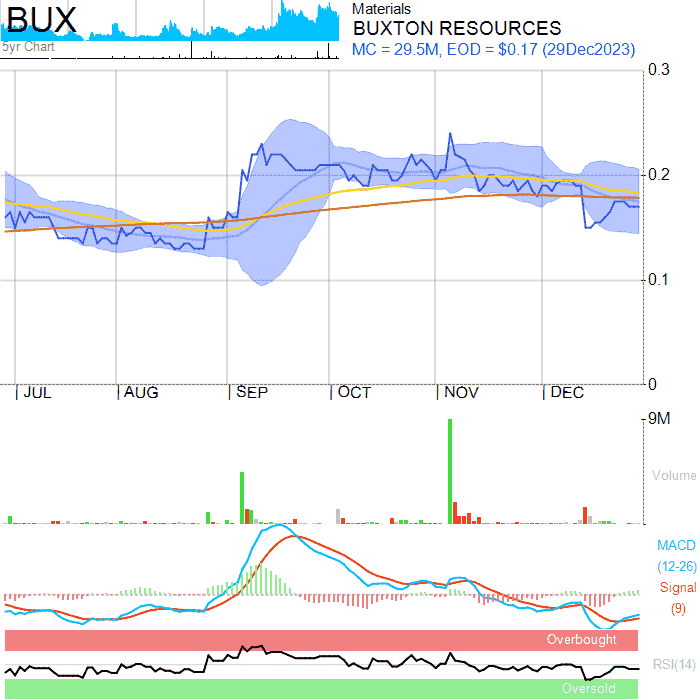 BUX
5yr Chart
Materials
BUXTON RESOURCES
MC = 29.5M, EOD = $0.17 (29Dec2023)
0.3
0.2
0.1
0
JUL AUG SEP OCT NOV DEC
9M
Volume
MACD
(12-26)
Signal
(9)
Overbought
RSI(14)
Oversold